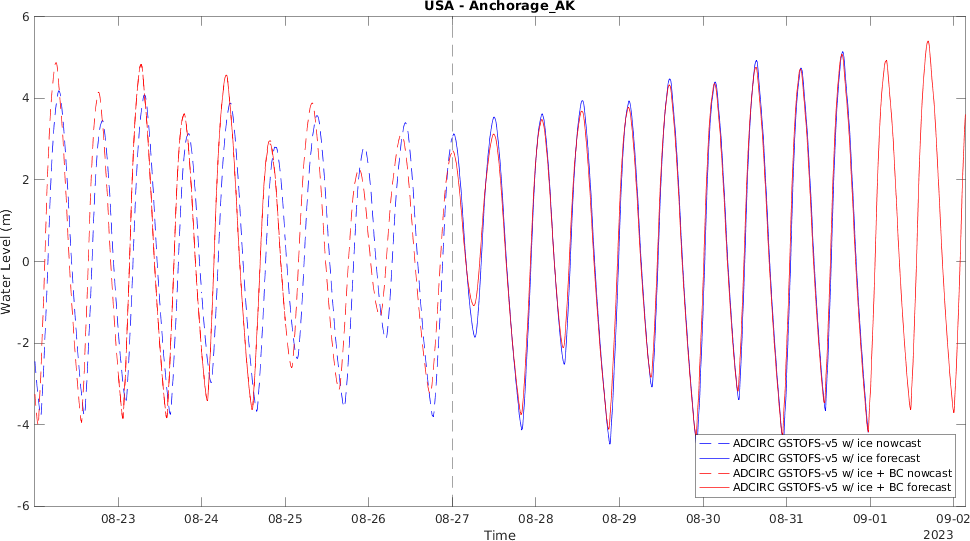 USA - Anchorage_AK
6
4
2
0
-2
-4
-6
Water Level (m)
ADCIRC GSTOFS-v5 w/ ice nowcast
ADCIRC GSTOFS-v5 w/ ice forecast
ADCIRC GSTOFS-v5 w/ ice + BC nowcast
ADCIRC GSTOFS-v5 w/ ice + BC forecast
08-23 08-24 08-25 08-26 08-27 08-28 08-29 08-30 08-31 09-01 09-02
Time
2023